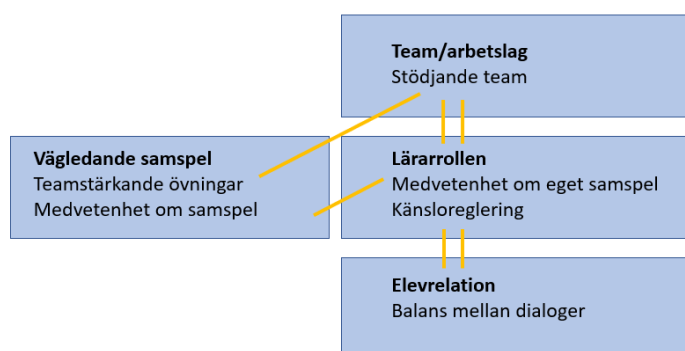 Team/arbetslag
Stödjande team
Vägledande samspel
Teamstärkande övningar
Medvetenhet om samspel
Lärarrollen
Medvetenhet om eget samspel
Känsloreglering
Elevrelation
Balans mellan dialoger